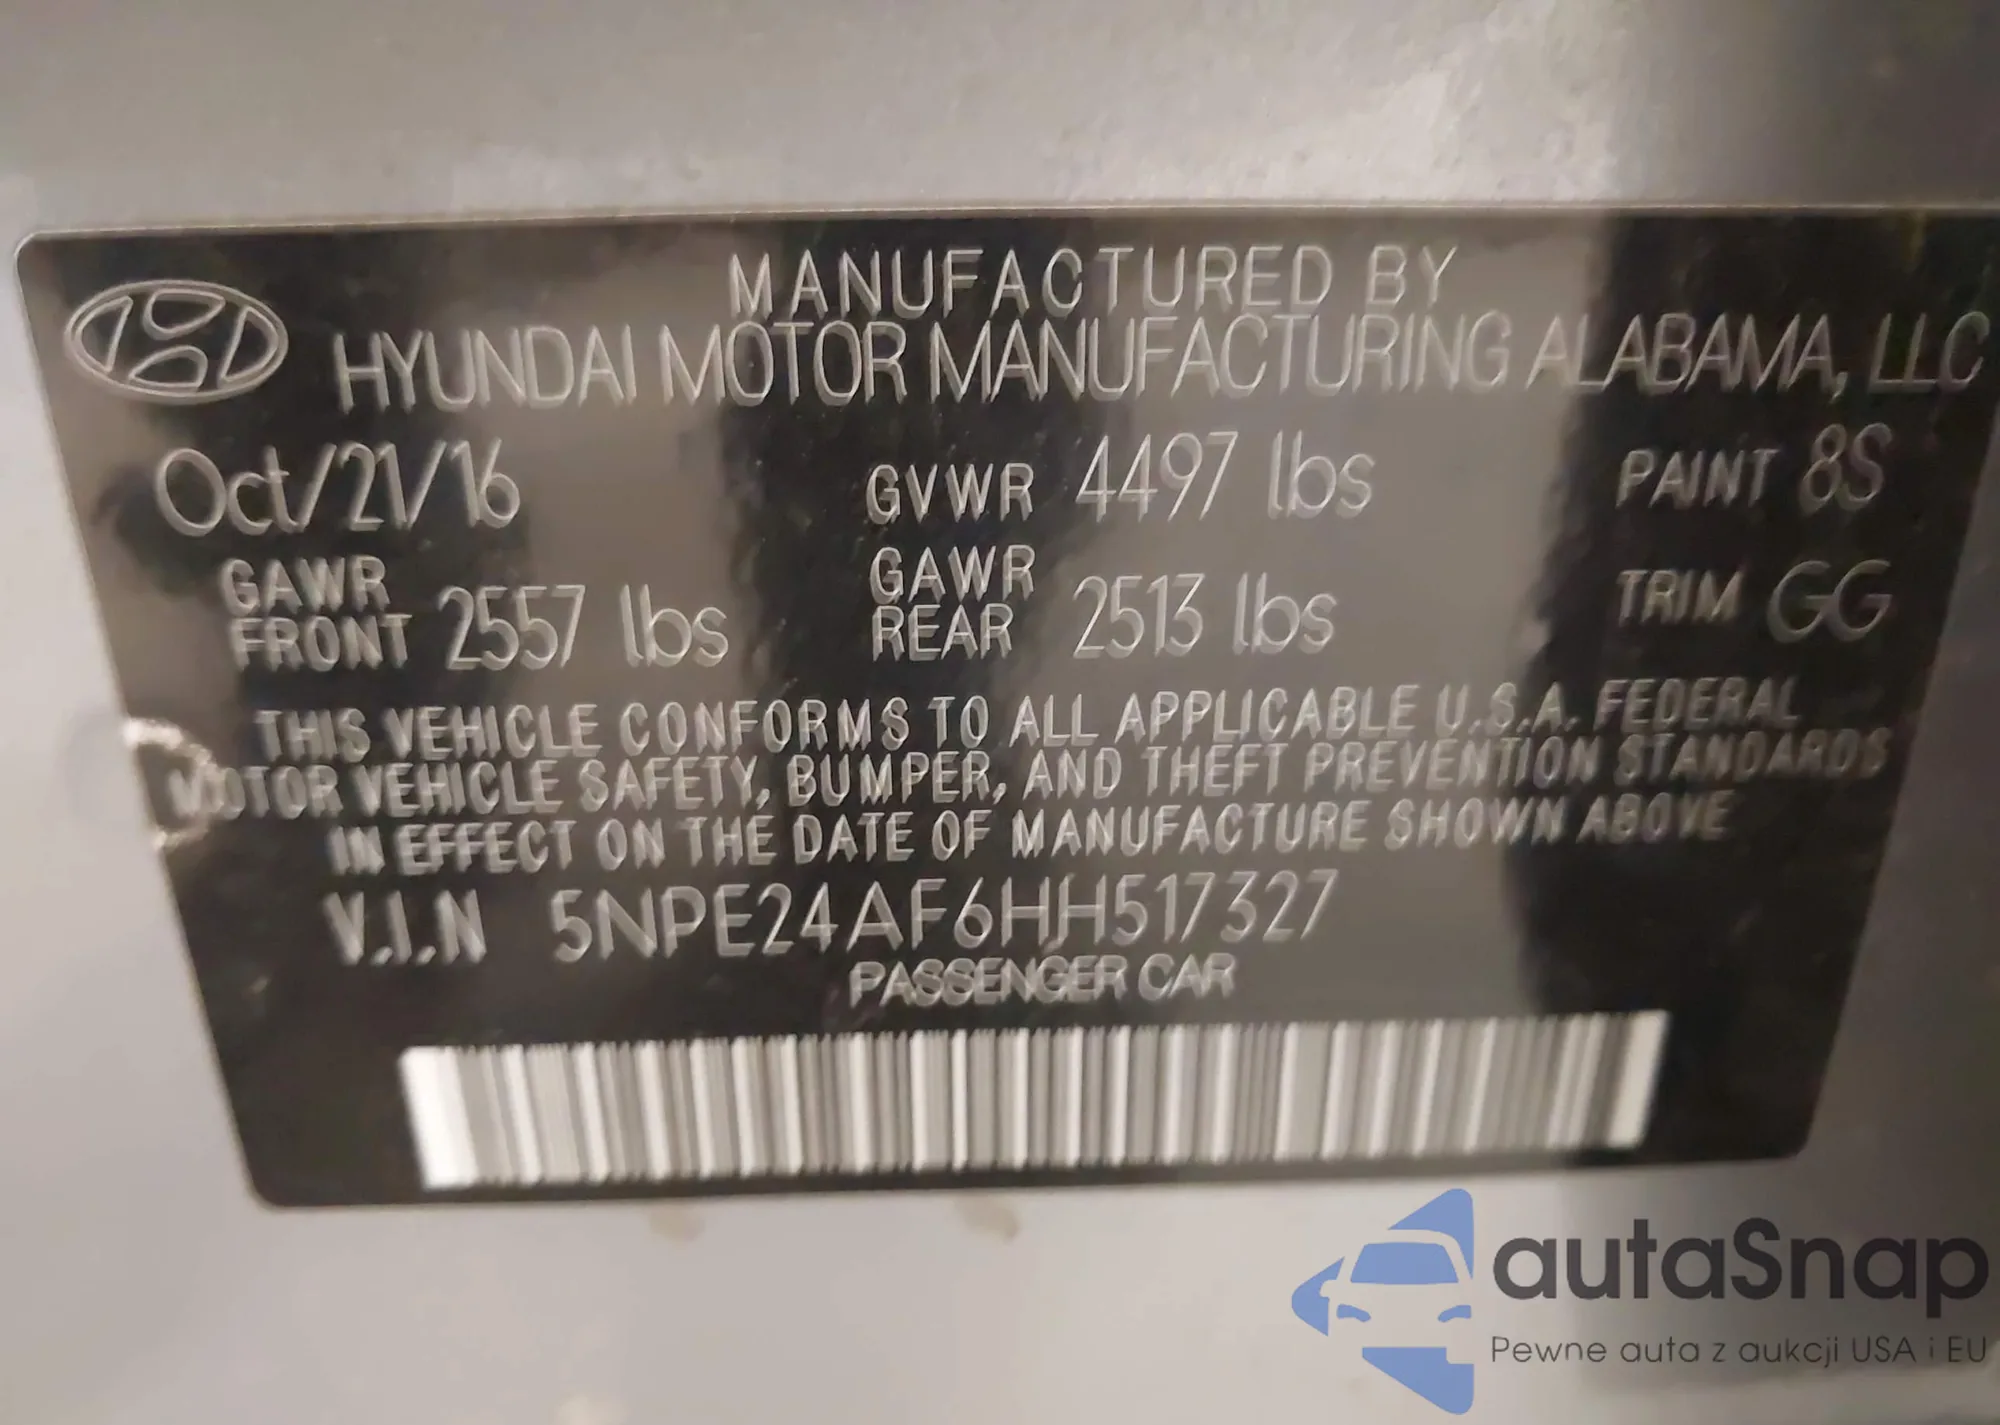 MANUFACTURED BY
HYUNDAI MOTOR MANUFACTURING ALABAMA, LLC
Oct/21/16 GVWR 4497 lbs PAINT 8S
GAWR FRONT 2557 lbs GAWR REAR 2513 lbs TRIM GG
THIS VEHICLE CONFORMS TO ALL APPLICABLE U.S.A. FEDERAL
MOTOR VEHICLE SAFETY, BUMPER, AND THEFT PREVENTION STANDARDS
IN EFFECT ON THE DATE OF MANUFACTURE SHOWN ABOVE
V.I.N 5NPE24AF6HH517327
PASSENGER CAR
autaSnap
Pewne auta z aukcji USA i EU